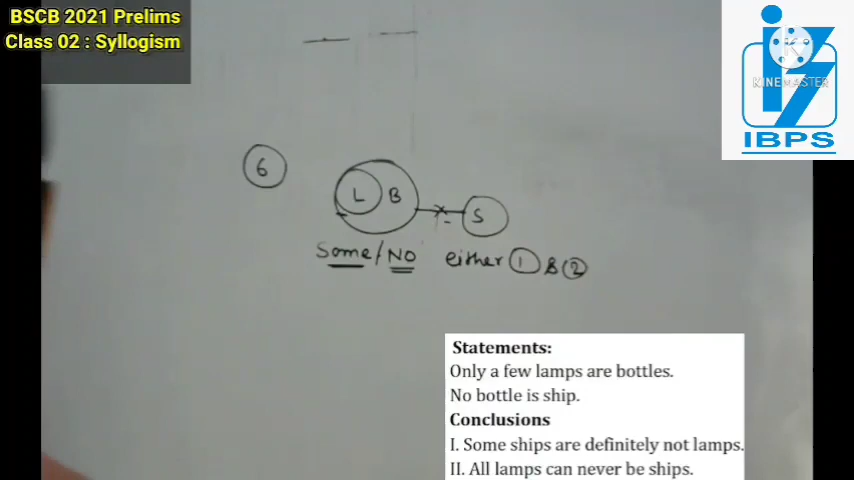 BSCB 2021 Prelims
Class 02 : Syllogism
KINEMASTER
IBPS
6
L B S
Some/No either 1 & 2
Statements:
Only a few lamps are bottles.
No bottle is ship.
Conclusions
I. Some ships are definitely not lamps.
II. All lamps can never be ships.